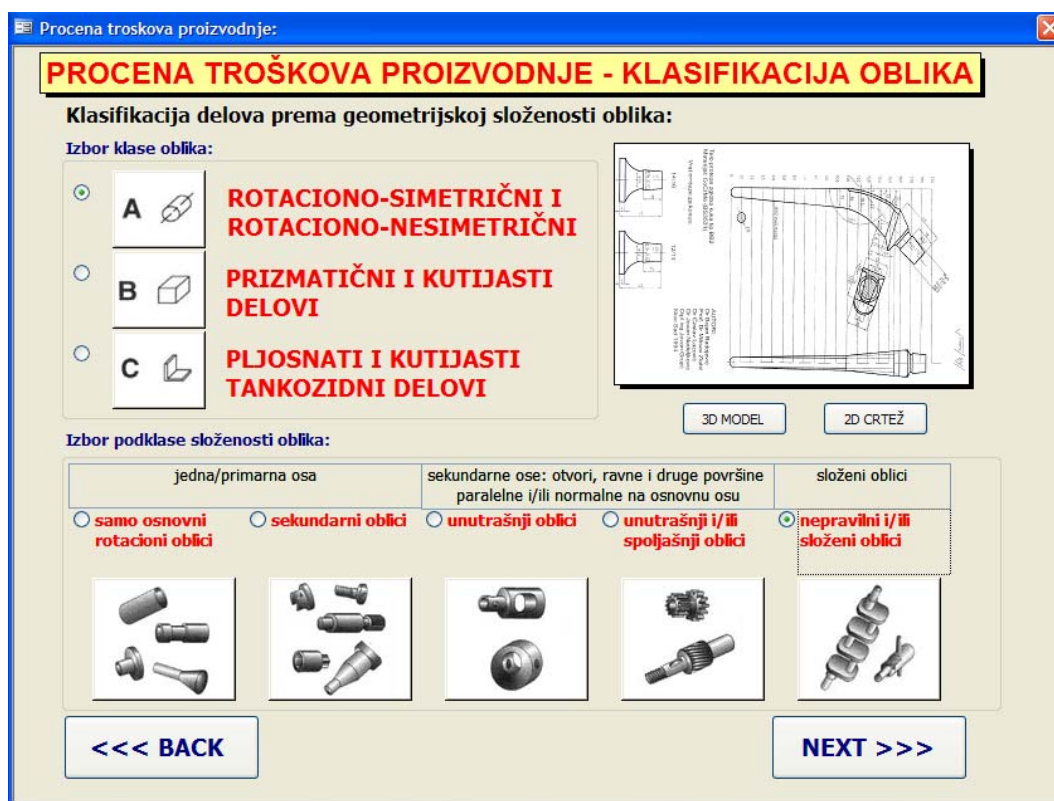 Procena troskova proizvodnje:
PROCENA TROŠKOVA PROIZVODNJE - KLASIFIKACIJA OBLIKA
Klasifikacija delova prema geometrijskoj složenosti oblika:
Izbor klase oblika:
A
ROTACIONO-SIMETRIČNI I
ROTACIONO-NESIMETRIČNI
B
PRIZMATIČNI I KUTIJASTI
DELOVI
C
PLJOSNATI I KUTIJASTI
TANKOZIDNI DELOVI
3D MODEL
2D CRTEŽ
Izbor podklase složenosti oblika:
jedna/primarna osa
sekundarne ose: otvori, ravne i druge površine
paralelne i/ili normalne na osnovnu osu
složeni oblici
samo osnovni
rotacioni oblici
sekundarni oblici
unutrašnji oblici
unutrašnji i/ili
spoljašnji oblici
nepravilni i/ili
složeni oblici
<<< BACK
NEXT >>>